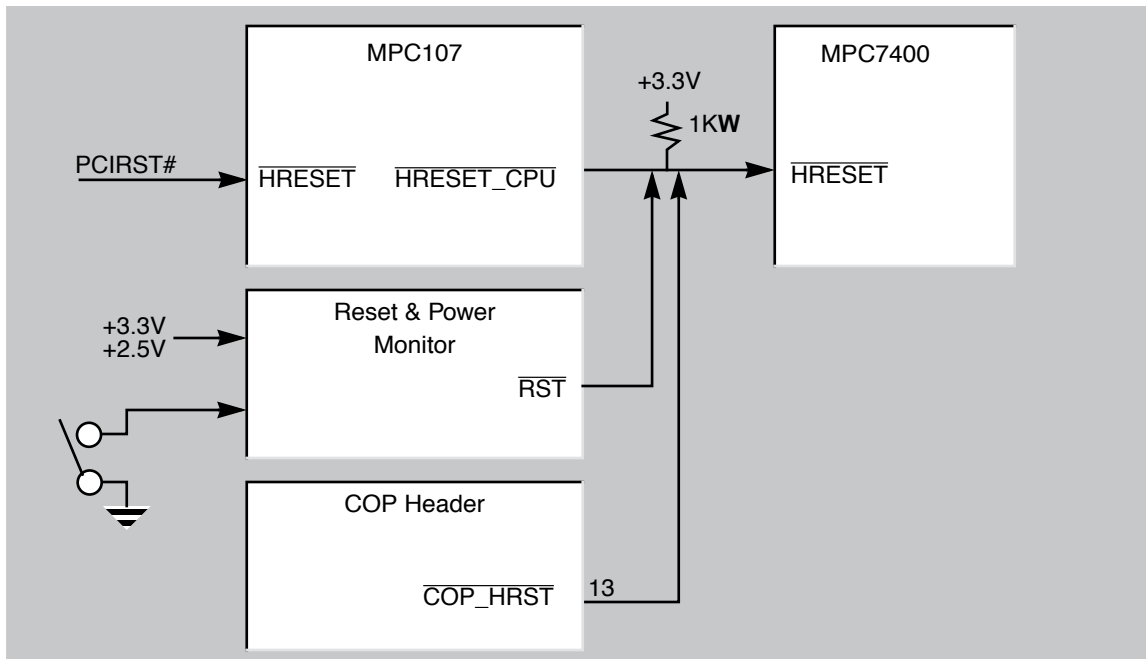 MPC107
MPC7400
+3.3V
1KW
PCIRST#
HRESET
HRESET_CPU
HRESET
Reset & Power
Monitor
+3.3V
+2.5V
RST
COP Header
COP_HRST
13